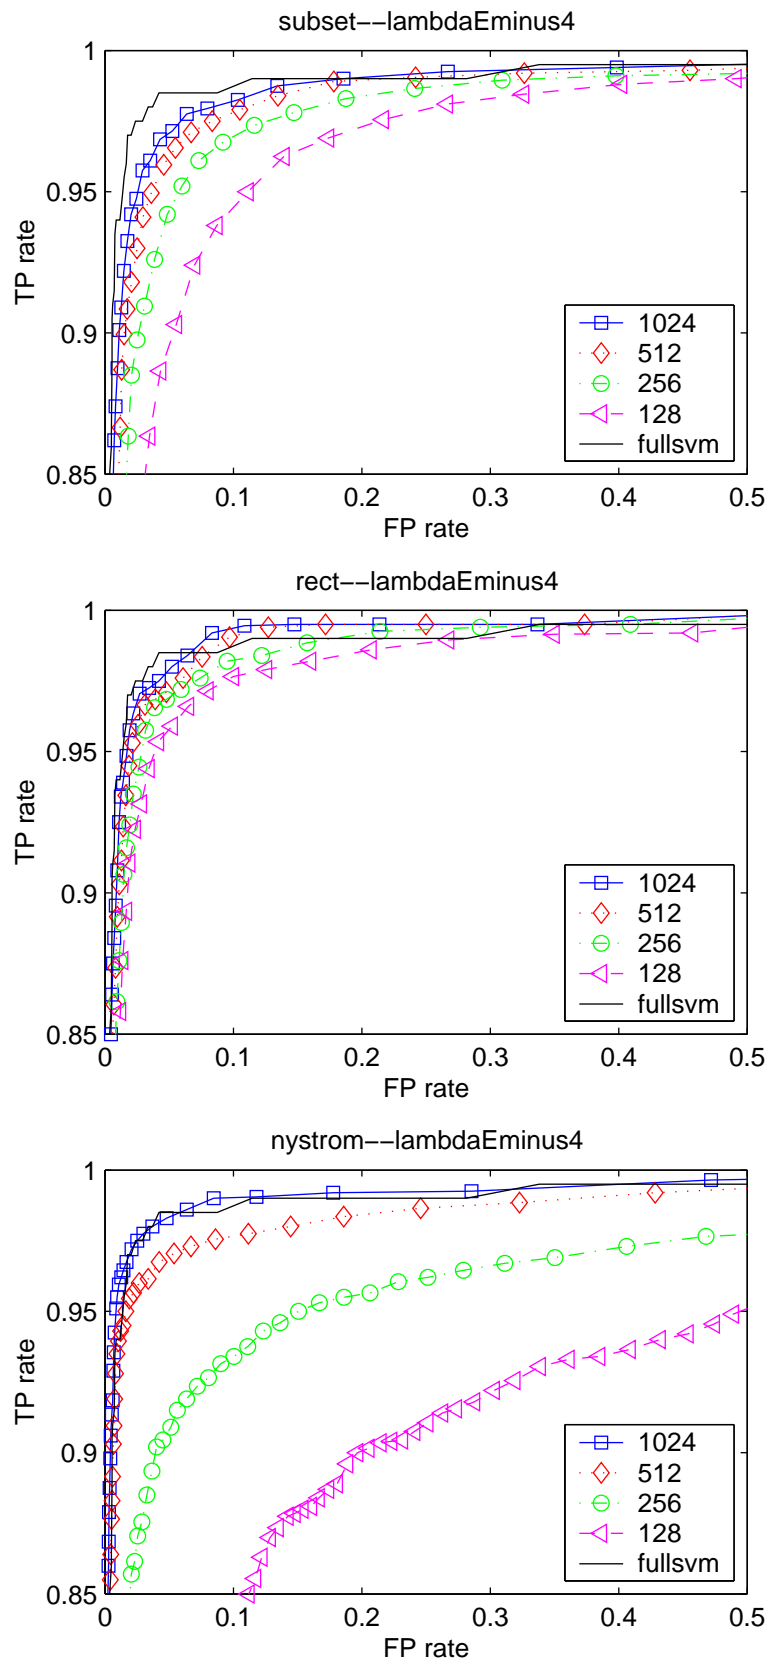 subset--lambdaEminus4
1
0.95
0.9
0.85
TP rate
0 0.1 0.2 0.3 0.4 0.5
FP rate
1024
512
256
128
fullsvm
rect--lambdaEminus4
1
0.95
0.9
0.85
TP rate
0 0.1 0.2 0.3 0.4 0.5
FP rate
1024
512
256
128
fullsvm
nystrom--lambdaEminus4
1
0.95
0.9
0.85
TP rate
0 0.1 0.2 0.3 0.4 0.5
FP rate
1024
512
256
128
fullsvm